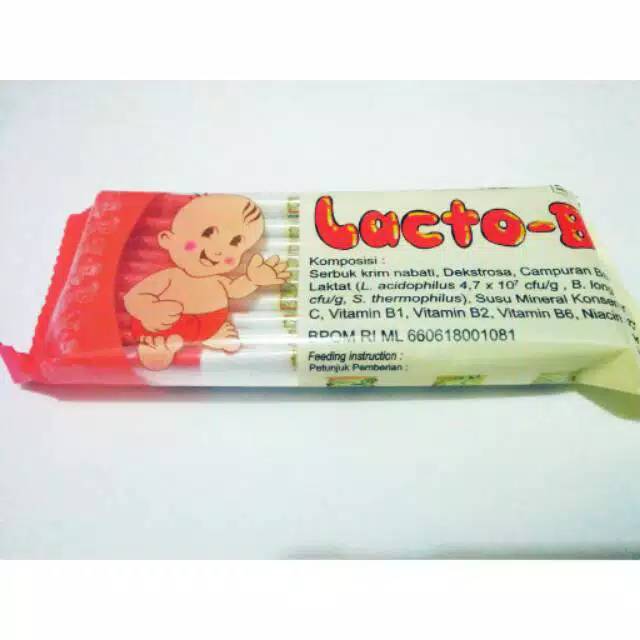 Lacto-B
Komposisi :
Serbuk krim nabati, Dekstrosa, Campuran
Laktat (L. acidophilus 4,7 x 10⁷ cfu/g , B.
cfu/g, S. thermophilus), Susu Mineral
C, Vitamin B1, Vitamin B2, Vitamin B6, Niacin
BPOM RI ML 660618001081
Feeding instruction :
Petunjuk Pemberian :